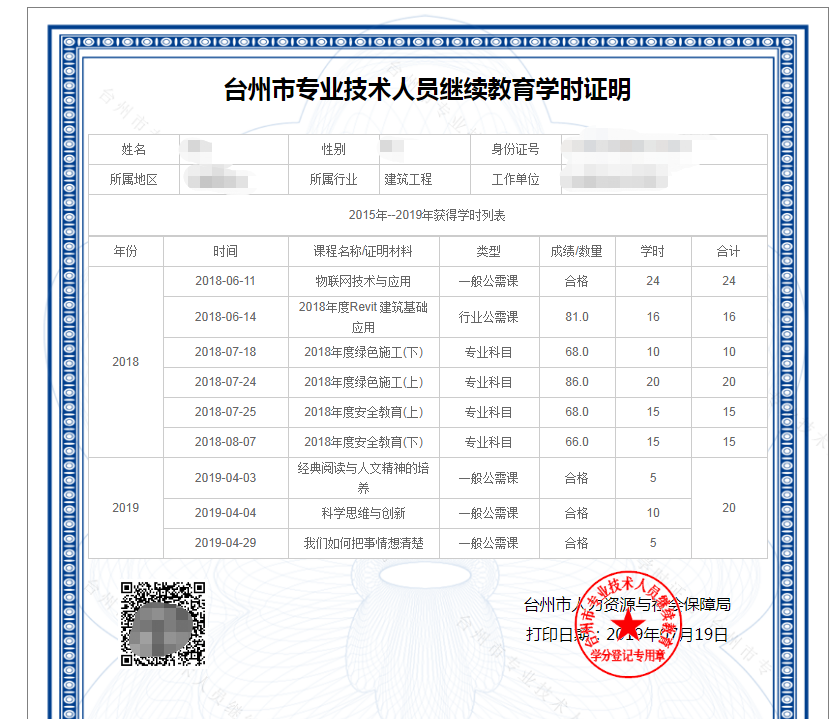 台州市专业技术人员继续教育学时证明
姓名 性别 身份证号
所属地区 所属行业 建筑工程 工作单位
2015年--2019年获得学时列表
年份 时间 课程名称/证明材料 类型 成绩/数量 学时 合计
2018 2018-06-11 物联网技术与应用 一般公需课 合格 24 24
2018-06-14 2018年度Revit 建筑基础应用 行业公需课 81.0 16 16
2018-07-18 2018年度绿色施工(下) 专业科目 68.0 10 10
2018-07-24 2018年度绿色施工(上) 专业科目 86.0 20 20
2018-07-25 2018年度安全教育(上) 专业科目 68.0 15 15
2018-08-07 2018年度安全教育(下) 专业科目 66.0 15 15
2019 2019-04-03 经典阅读与人文精神的培养 一般公需课 合格 5 20
2019-04-04 科学思维与创新 一般公需课 合格 10
2019-04-29 我们如何把事情想清楚 一般公需课 合格 5
台州市人力资源与社会保障局
打印日期：2019年07月19日
台州市专业技术人员继续教育
学分登记专用章